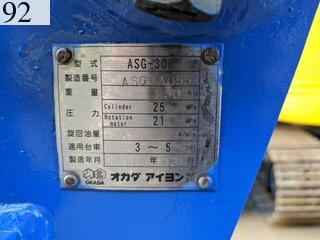 92
型式 ASG-30R
製造番号
重量 kg
圧力 Cylinder 25 MPa
Rotation motor 21 MPa
旋回油量
適用台車 3～5
製造年月
OKADA オカダ アイヨン